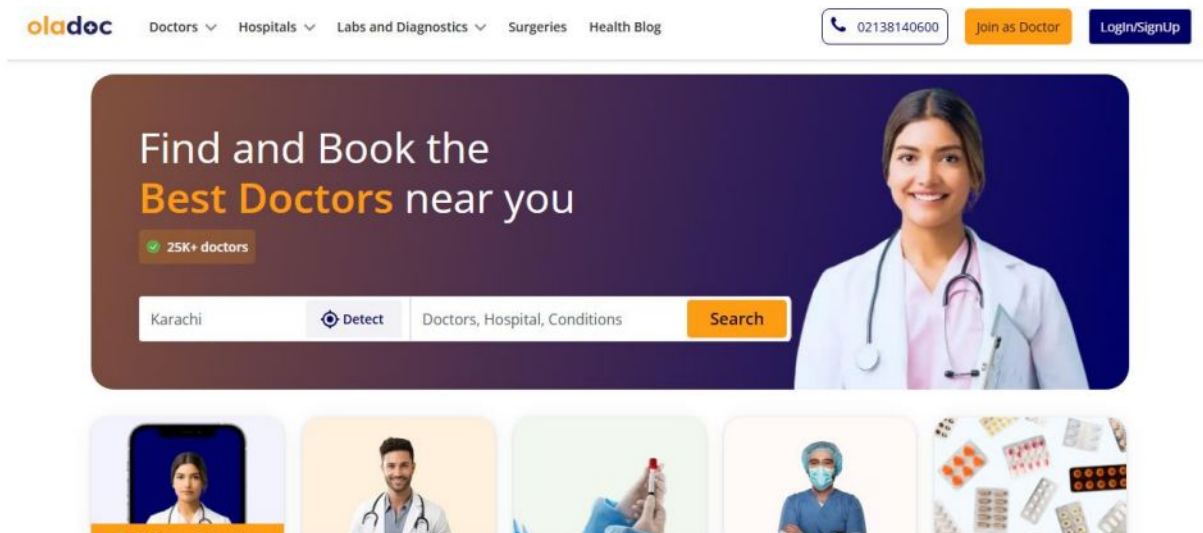 oladoc Doctors Hospitals Labs and Diagnostics Surgeries Health Blog 02138140600 Join as Doctor LogIn/SignUp
Find and Book the
Best Doctors near you
25K+ doctors
Karachi Detect Doctors, Hospital, Conditions Search